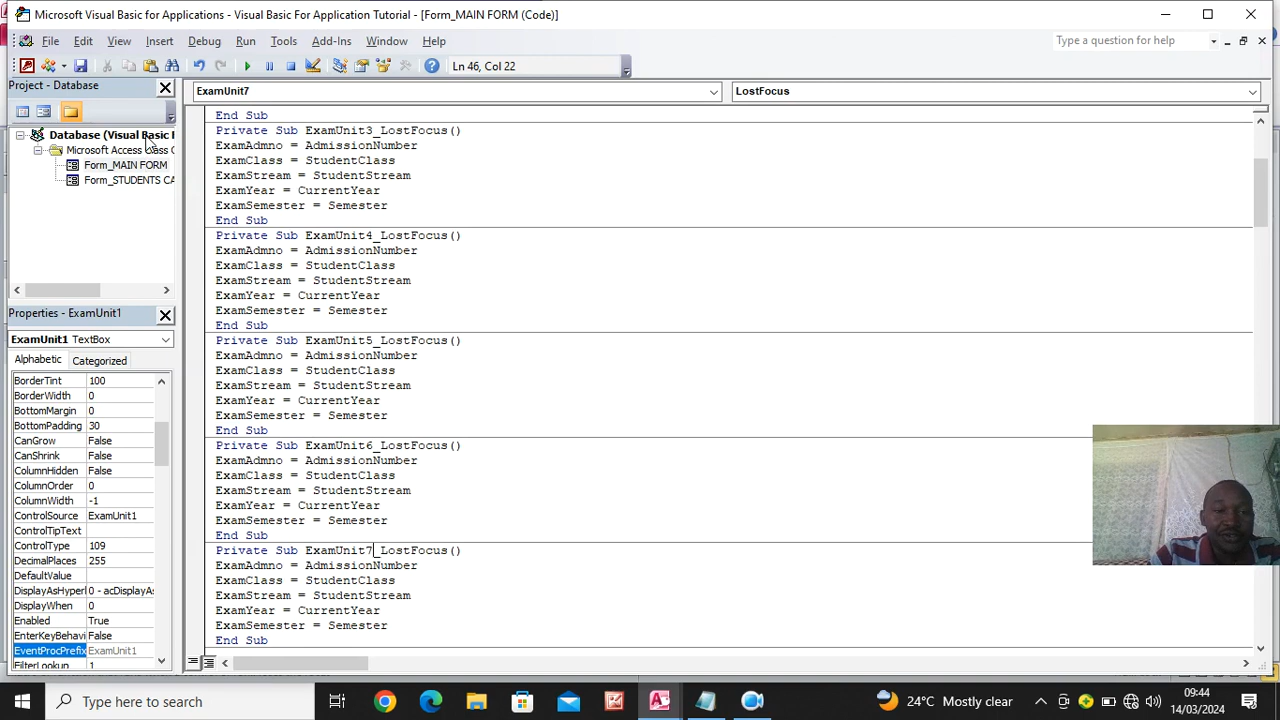 Microsoft Visual Basic for Applications - Visual Basic For Application Tutorial - [Form_MAIN FORM (Code)]
File Edit View Insert Debug Run Tools Add-Ins Window Help
Type a question for help
Ln 46, Col 22
Project - Database
Database (Visual Basic
Microsoft Access Class
Form_MAIN FORM
Form_STUDENTS CA
Properties - ExamUnit1
ExamUnit1 TextBox
Alphabetic Categorized
BorderTint 100
BorderWidth 0
BottomMargin 0
BottomPadding 30
CanGrow False
CanShrink False
ColumnHidden False
ColumnOrder 0
ColumnWidth -1
ControlSource ExamUnit1
ControlTipText
ControlType 109
DecimalPlaces 255
DefaultValue
DisplayAsHyperl 0 - acDisplayAs
DisplayWhen 0
Enabled True
EnterKeyBehavi False
EventProcPrefix ExamUnit1
FilterLookup 1
ExamUnit7 LostFocus
End Sub
Private Sub ExamUnit3_LostFocus()
ExamAdmno = AdmissionNumber
ExamClass = StudentClass
ExamStream = StudentStream
ExamYear = CurrentYear
ExamSemester = Semester
End Sub
Private Sub ExamUnit4_LostFocus()
ExamAdmno = AdmissionNumber
ExamClass = StudentClass
ExamStream = StudentStream
ExamYear = CurrentYear
ExamSemester = Semester
End Sub
Private Sub ExamUnit5_LostFocus()
ExamAdmno = AdmissionNumber
ExamClass = StudentClass
ExamStream = StudentStream
ExamYear = CurrentYear
ExamSemester = Semester
End Sub
Private Sub ExamUnit6_LostFocus()
ExamAdmno = AdmissionNumber
ExamClass = StudentClass
ExamStream = StudentStream
ExamYear = CurrentYear
ExamSemester = Semester
End Sub
Private Sub ExamUnit7_LostFocus()
ExamAdmno = AdmissionNumber
ExamClass = StudentClass
ExamStream = StudentStream
ExamYear = CurrentYear
ExamSemester = Semester
End Sub
Type here to search
24°C Mostly clear
09:44
14/03/2024